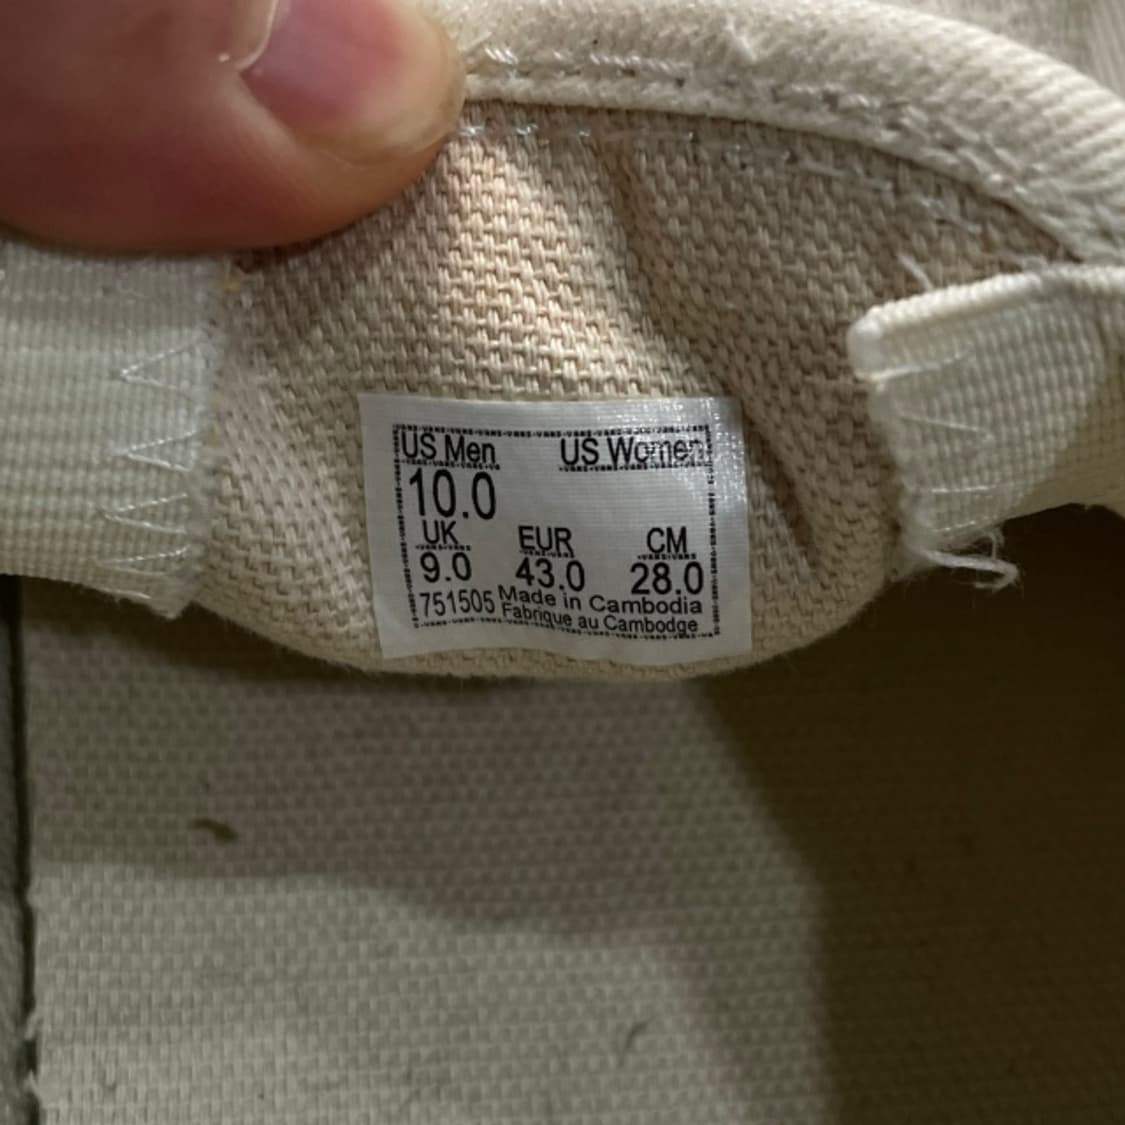 US Men US Women
10.0
UK EUR CM
9.0 43.0 28.0
751505 Made in Cambodia
Fabrique au Cambodge